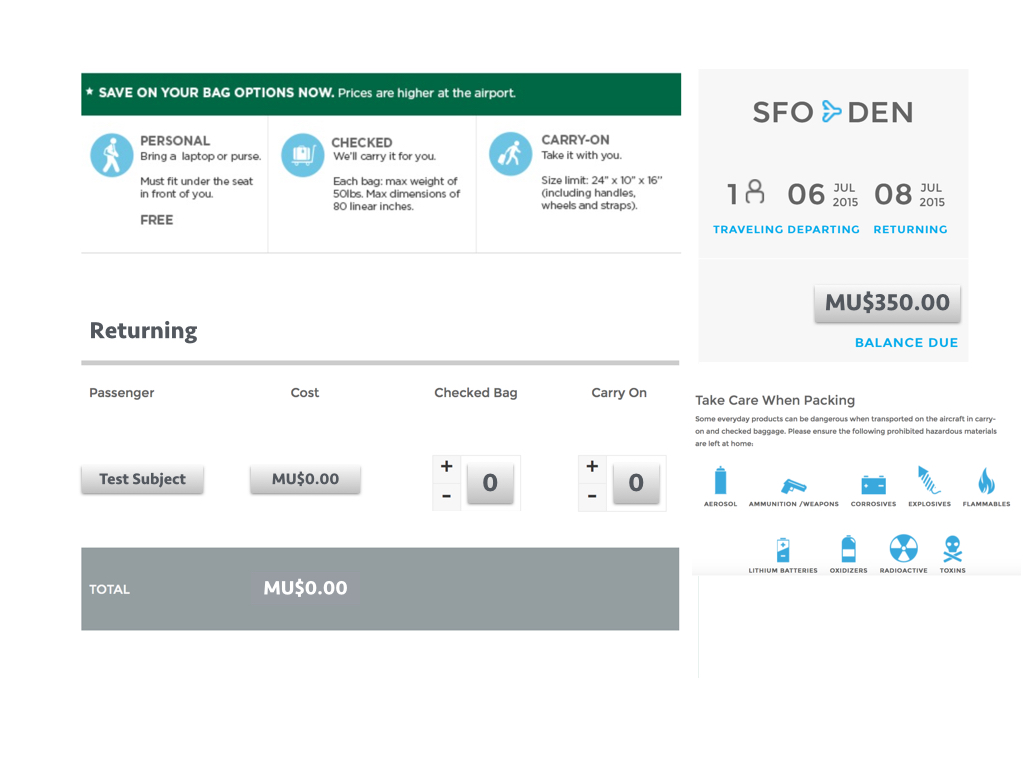 ★ SAVE ON YOUR BAG OPTIONS NOW. Prices are higher at the airport.
PERSONAL
Bring a laptop or purse.
Must fit under the seat
in front of you.
FREE
CHECKED
We'll carry it for you.
Each bag: max weight of
50lbs. Max dimensions of
80 linear inches.
CARRY-ON
Take it with you.
Size limit: 24" x 10" x 16"
(including handles,
wheels and straps).
SFO DEN
1 06 JUL 2015 08 JUL 2015
TRAVELING DEPARTING RETURNING
MU$350.00
BALANCE DUE
Returning
Passenger Cost Checked Bag Carry On
Test Subject MU$0.00 + - 0 + - 0
TOTAL MU$0.00
Take Care When Packing
Some everyday products can be dangerous when transported on the aircraft in carry-
on and checked baggage. Please ensure the following prohibited hazardous materials
are left at home:
AEROSOL AMMUNITION /WEAPONS CORROSIVES EXPLOSIVES FLAMMABLES
LITHIUM BATTERIES OXIDIZERS RADIOACTIVE TOXINS